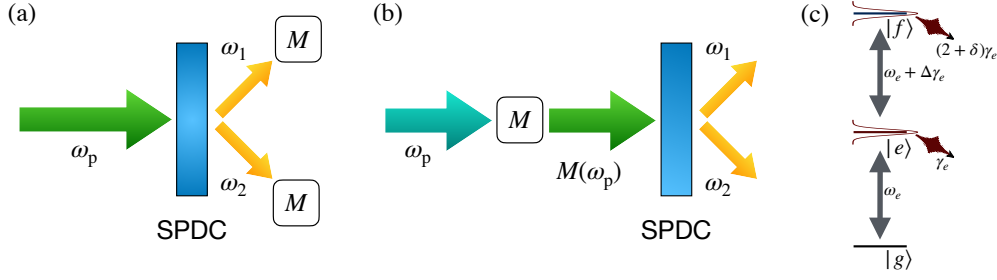 (a)
ω₁
M
ωₚ
ω₂
M
SPDC
(b)
ωₚ
M
M(ωₚ)
ω₁
ω₂
SPDC
(c)
|f⟩
(2 + δ)γₑ
ωₑ + Δγₑ
|e⟩
γₑ
ωₑ
|g⟩